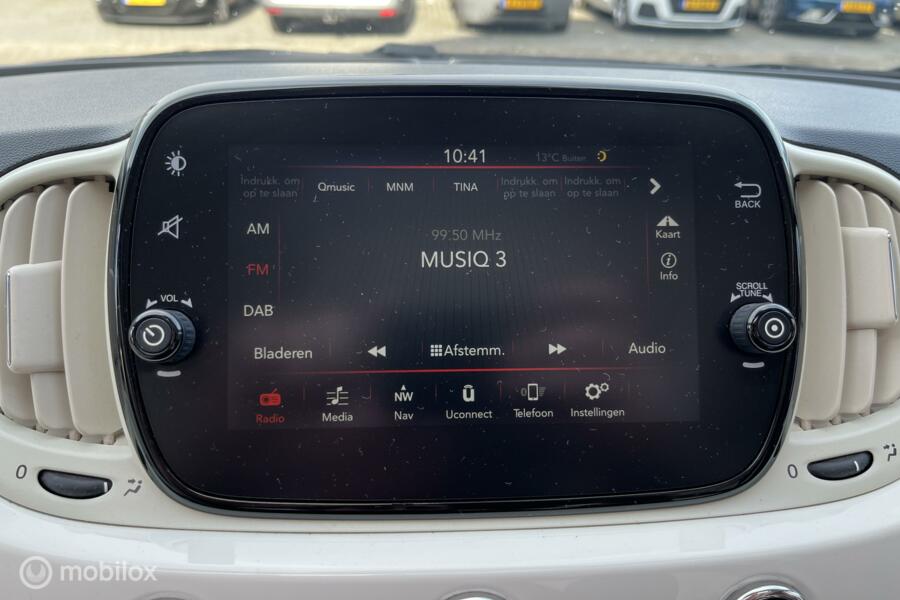 10:41
13°C Buiten
Indrukk. om
op te slaan
Qmusic
MNM
TINA
Indrukk. om
op te slaan
Indrukk. om
op te slaan
BACK
AM
FM
DAB
99:50 MHz
MUSIQ 3
Kaart
Info
VOL
SCROLL
TUNE
Bladeren
Afstemm.
Audio
Radio
Media
NW
Nav
Uconnect
Telefoon
Instellingen
0
0
mobilox